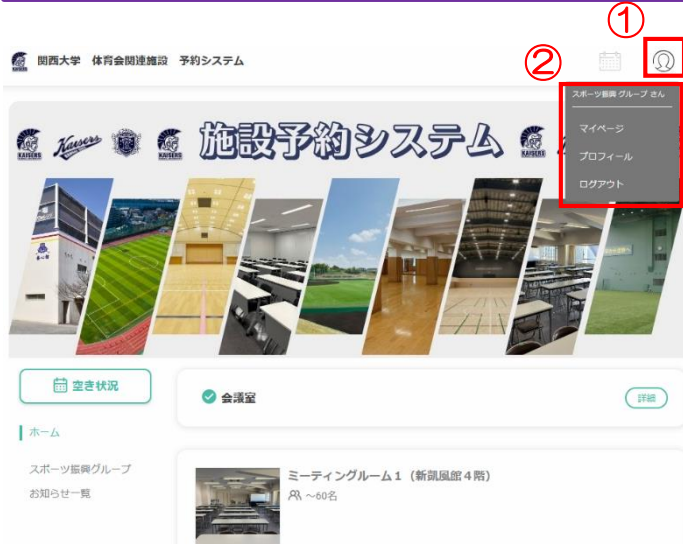 ①
関西大学 体育会関連施設 予約システム
②
スポーツ振興 グループ さん
マイページ
プロフィール
ログアウト
KAISERS Kaisers KAISERS 施設予約システム KAISERS
空き状況
会議室
詳細
ホーム
スポーツ振興グループ
お知らせ一覧
ミーティングルーム1 (新凱風館4階)
～60名